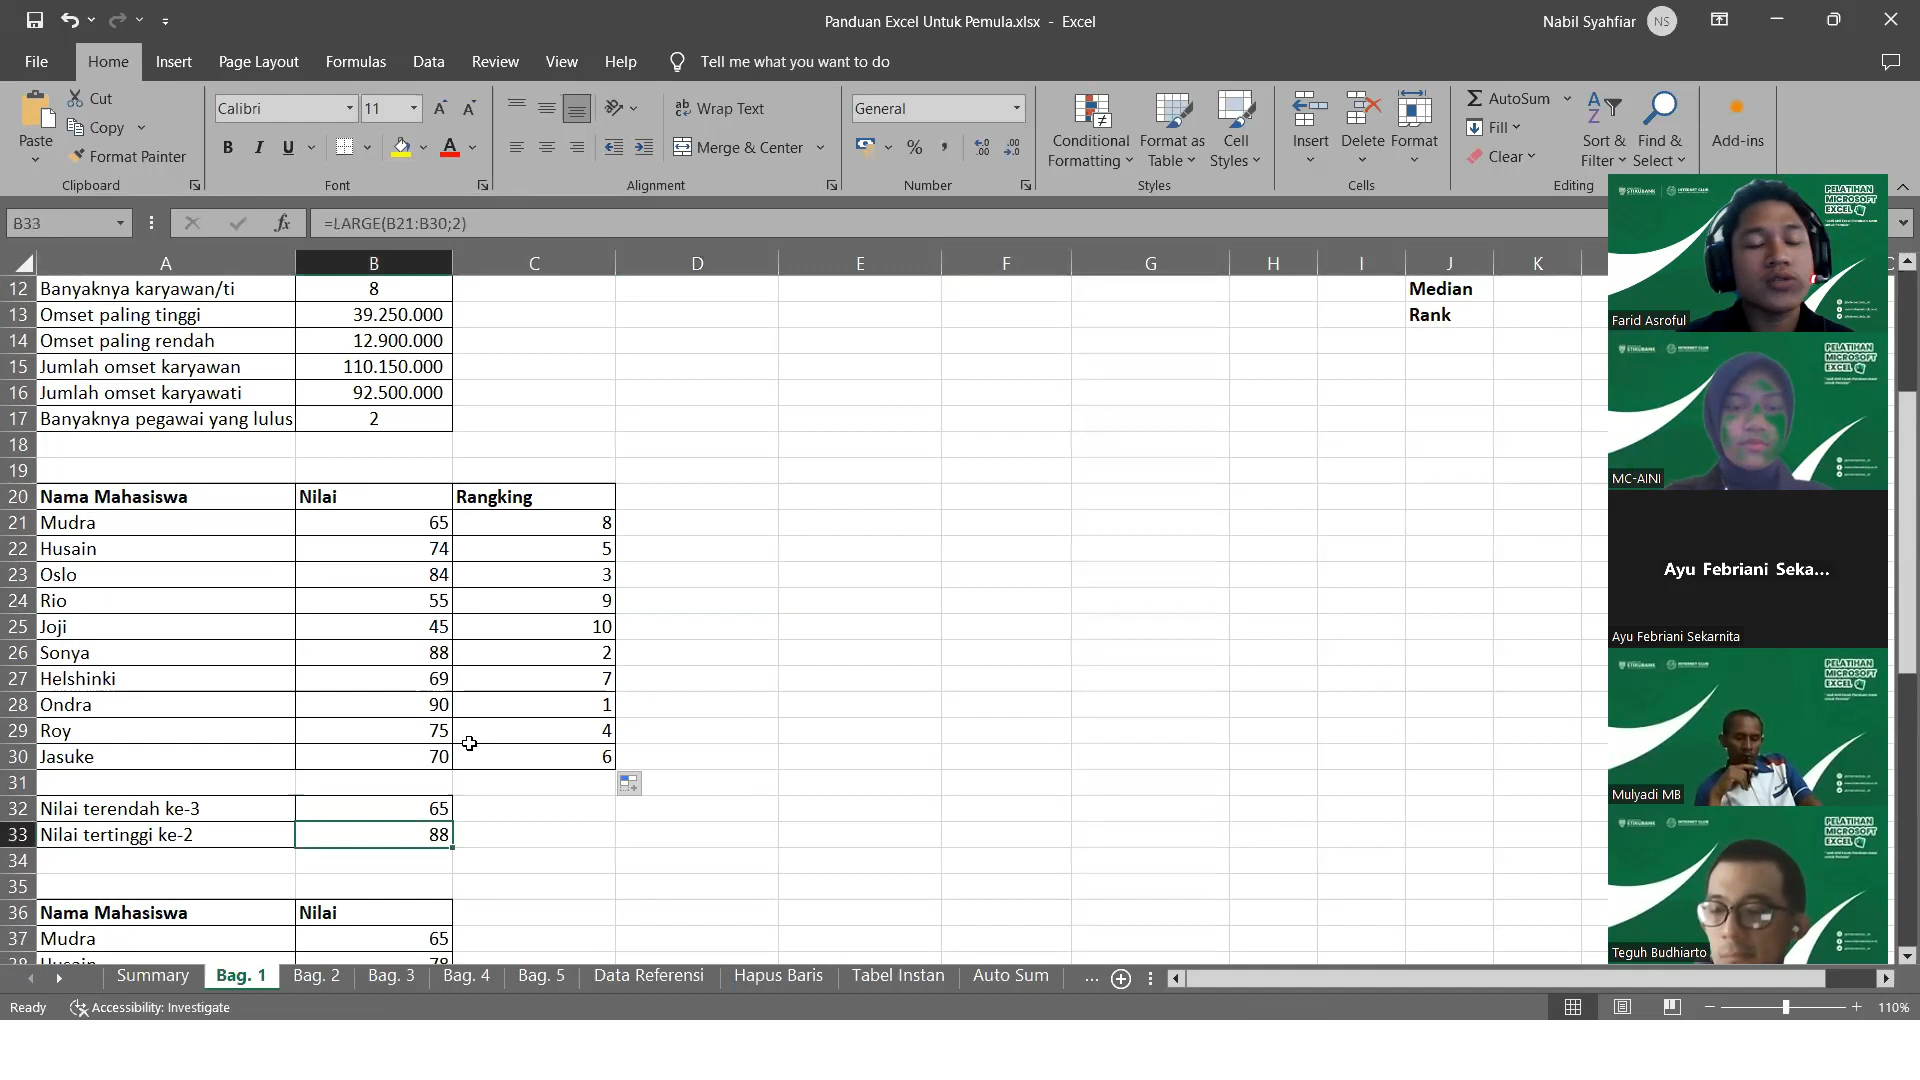 Panduan Excel Untuk Pemula.xlsx - Excel
Nabil Syahfiar NS
File Home Insert Page Layout Formulas Data Review View Help Tell me what you want to do
Cut
Copy
Format Painter
Paste
Clipboard
Calibri 11
B I U
Font
Wrap Text
Merge & Center
Alignment
General
Number
Conditional Formatting
Format as Table
Cell Styles
Styles
Insert Delete Format
Cells
AutoSum
Fill
Clear
Sort & Filter
Find & Select
Editing
Add-ins
B33 fx =LARGE(B21:B30;2)
A B C D E F G H I J K
12 Banyaknya karyawan/ti 8 Median
13 Omset paling tinggi 39.250.000 Rank
14 Omset paling rendah 12.900.000
15 Jumlah omset karyawan 110.150.000
16 Jumlah omset karyawati 92.500.000
17 Banyaknya pegawai yang lulus 2
18
19
20 Nama Mahasiswa Nilai Rangking
21 Mudra 65 8
22 Husain 74 5
23 Oslo 84 3
24 Rio 55 9
25 Joji 45 10
26 Sonya 88 2
27 Helshinki 69 7
28 Ondra 90 1
29 Roy 75 4
30 Jasuke 70 6
31
32 Nilai terendah ke-3 65
33 Nilai tertinggi ke-2 88
34
35
36 Nama Mahasiswa Nilai
37 Mudra 65
PELATIHAN
MICROSOFT
EXCEL
Farid Asroful
PELATIHAN
MICROSOFT
EXCEL
MC-AINI
Ayu Febriani Seka...
Ayu Febriani Sekarnita
PELATIHAN
MICROSOFT
EXCEL
Mulyadi MB
PELATIHAN
MICROSOFT
EXCEL
Teguh Budhiarto
Summary Bag. 1 Bag. 2 Bag. 3 Bag. 4 Bag. 5 Data Referensi Hapus Baris Tabel Instan Auto Sum ...
Ready Accessibility: Investigate 110%